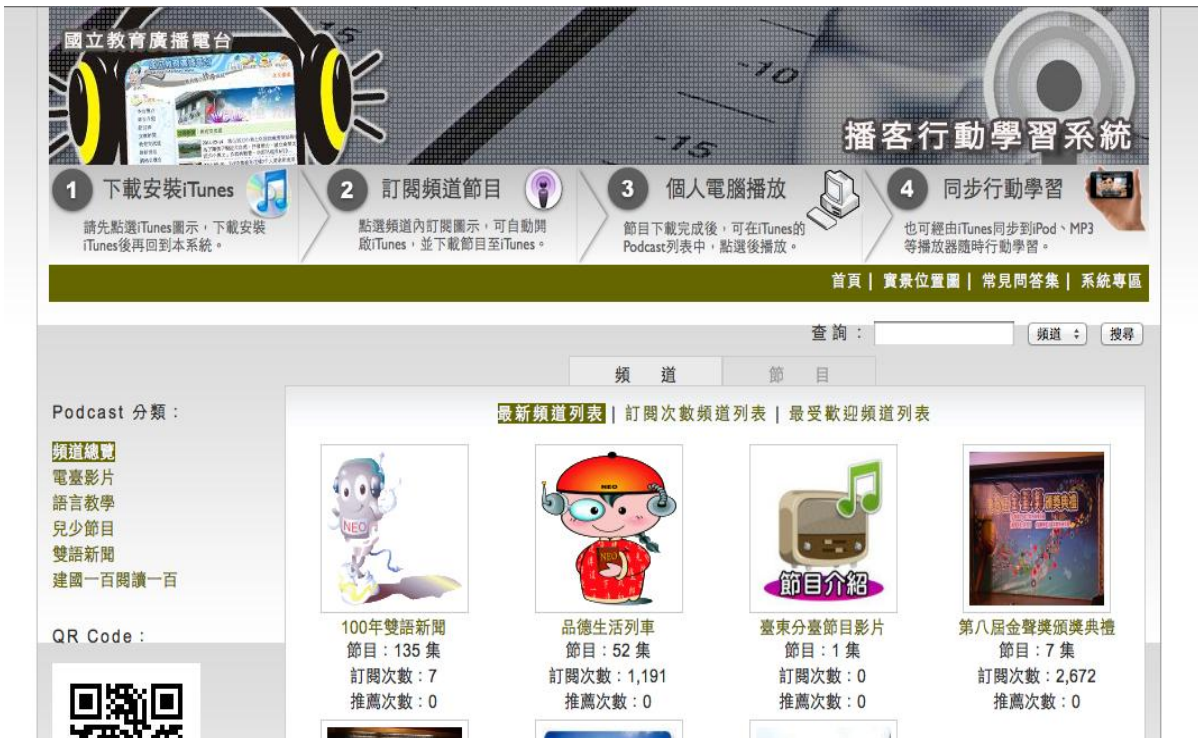 國立教育廣播電台
-10
15
播客行動學習系統
1 下載安裝iTunes
請先點選iTunes圖示，下載安裝
iTunes後再回到本系統。
2 訂閱頻道節目
點選頻道內訂閱圖示，可自動開
啟iTunes，並下載節目至iTunes。
3 個人電腦播放
節目下載完成後，可在iTunes的
Podcast列表中，點選後播放。
4 同步行動學習
也可經由iTunes同步到iPod、MP3
等播放器隨時行動學習。
首頁 | 實景位置圖 | 常見問答集 | 系統專區
查詢： 頻道 搜尋
頻 道 節 目
Podcast 分類：
頻道總覽
電臺影片
語言教學
兒少節目
雙語新聞
建國一百閱讀一百
QR Code：
最新頻道列表 | 訂閱次數頻道列表 | 最受歡迎頻道列表
NEO
100年雙語新聞
節目：135 集
訂閱次數：7
推薦次數：0
NEO
NEO
品德生活列車
節目：52 集
訂閱次數：1,191
推薦次數：0
節目介紹
臺東分臺節目影片
節目：1 集
訂閱次數：0
推薦次數：0
第八屆金聲獎頒獎典禮
節目：7 集
訂閱次數：2,672
推薦次數：0